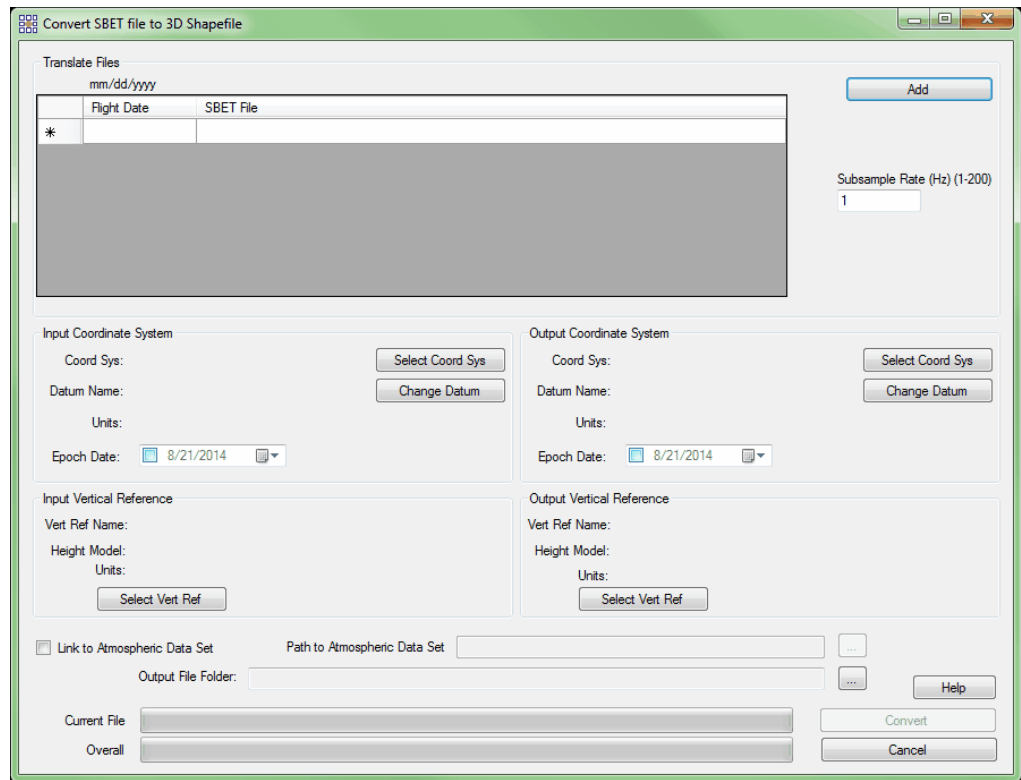 Convert SBET file to 3D Shapefile
Translate Files
mm/dd/yyyy
Add
Flight Date SBET File
*
Subsample Rate (Hz) (1-200)
1
Input Coordinate System
Coord Sys: Select Coord Sys
Datum Name: Change Datum
Units:
Epoch Date: 8/21/2014
Output Coordinate System
Coord Sys: Select Coord Sys
Datum Name: Change Datum
Units:
Epoch Date: 8/21/2014
Input Vertical Reference
Vert Ref Name:
Height Model:
Units:
Select Vert Ref
Output Vertical Reference
Vert Ref Name:
Height Model:
Units:
Select Vert Ref
Link to Atmospheric Data Set Path to Atmospheric Data Set ...
Output File Folder: ...
Help
Current File Convert
Overall Cancel